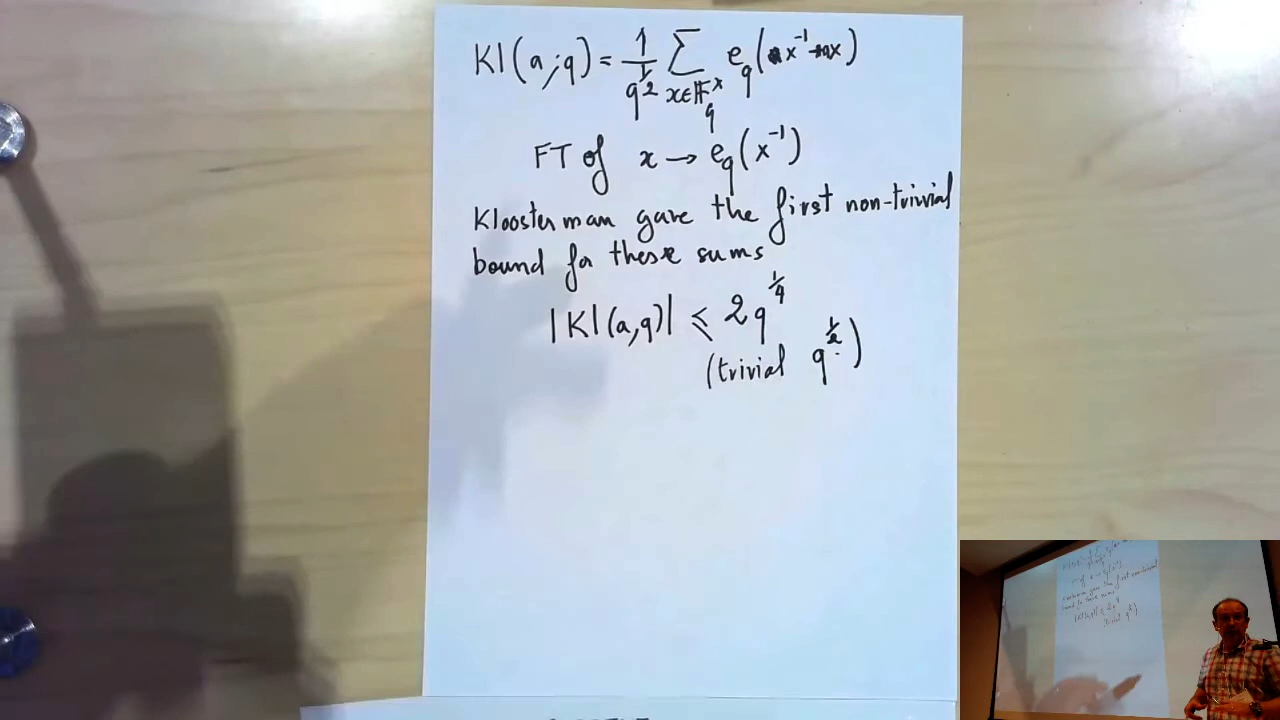 Kl(a;q) = 1/q^{1/2} Σ_{x∈𝔽_q^×} e_q(x^{-1}+ax)
FT of x → e_q(x^{-1})
Kloosterman gave the first non-trivial
bound for these sums
|Kl(a,q)| ≤ 2q^{1/4}
(trivial q^{1/2})